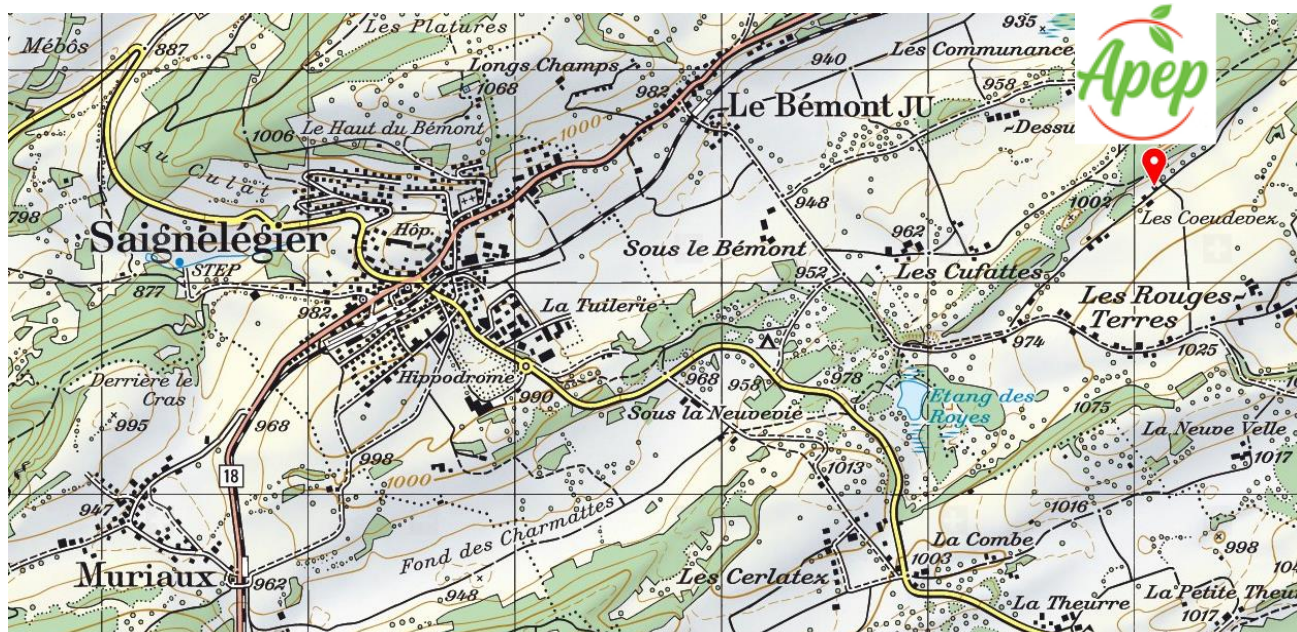 Mébôs
887
Les Platures
Longs Champs
1068
982
940
935
Les Communance
958
Apep
Le Bémont JU
~Dessu
1006
Le Haut du Bémont
1000
Au Culat
798
948
1002
Les Coeudevex
Hôp.
Saignelégier
STEP
Sous le Bémont
962
952
Les Cufattes
877
982
La Tuilerie
Les Rouges-
Terres
974
1025
Derrière le
Cras
Hippodrome
990
968
958
978
Etang des
Royes
995
968
Sous la Neuvevie
1075
La Neuve Velle
1017
18
998
1000
1013
947
Fond des Charmattes
1016
La Combe
998
Muriaux
962
948
Les Cerlatex
1003
La Theurre
La Petite Theu
1017
104